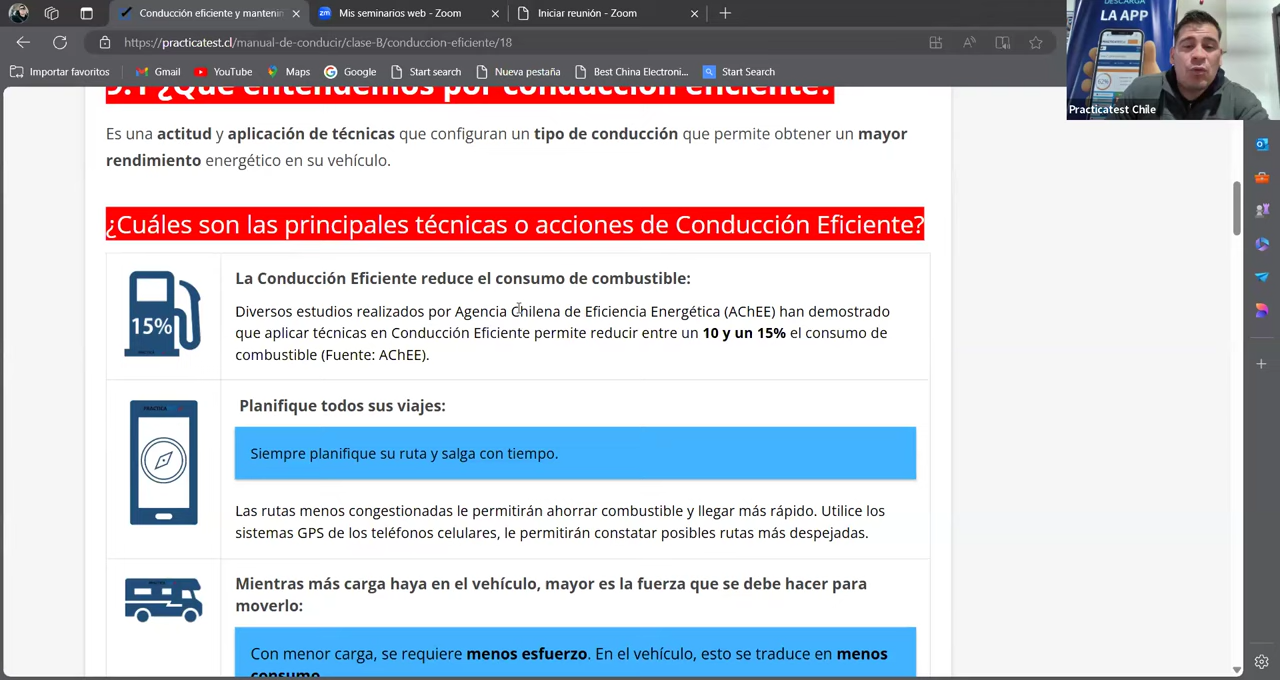 Conducción eficiente y manteni
Mis seminarios web - Zoom
Iniciar reunión - Zoom
https://practicatest.cl/manual-de-conducir/clase-B/conduccion-eficiente/18
Importar favoritos
Gmail
YouTube
Maps
Google
Start search
Nueva pestaña
Best China Electroni...
Start Search
DESCARGA
LA APP
62%
Practicatest Chile
9.1 ¿Qué entendemos por conducción eficiente?
Es una actitud y aplicación de técnicas que configuran un tipo de conducción que permite obtener un mayor
rendimiento energético en su vehículo.
¿Cuáles son las principales técnicas o acciones de Conducción Eficiente?
15%
La Conducción Eficiente reduce el consumo de combustible:
Diversos estudios realizados por Agencia Chilena de Eficiencia Energética (AChEE) han demostrado
que aplicar técnicas en Conducción Eficiente permite reducir entre un 10 y un 15% el consumo de
combustible (Fuente: AChEE).
Planifique todos sus viajes:
Siempre planifique su ruta y salga con tiempo.
Las rutas menos congestionadas le permitirán ahorrar combustible y llegar más rápido. Utilice los
sistemas GPS de los teléfonos celulares, le permitirán constatar posibles rutas más despejadas.
Mientras más carga haya en el vehículo, mayor es la fuerza que se debe hacer para
moverlo:
Con menor carga, se requiere menos esfuerzo. En el vehículo, esto se traduce en menos
consumo.